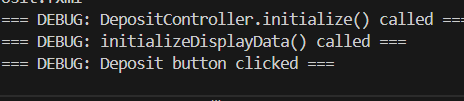 === DEBUG: DepositController.initialize() called ===
=== DEBUG: initializeDisplayData() called ===
=== DEBUG: Deposit button clicked ===